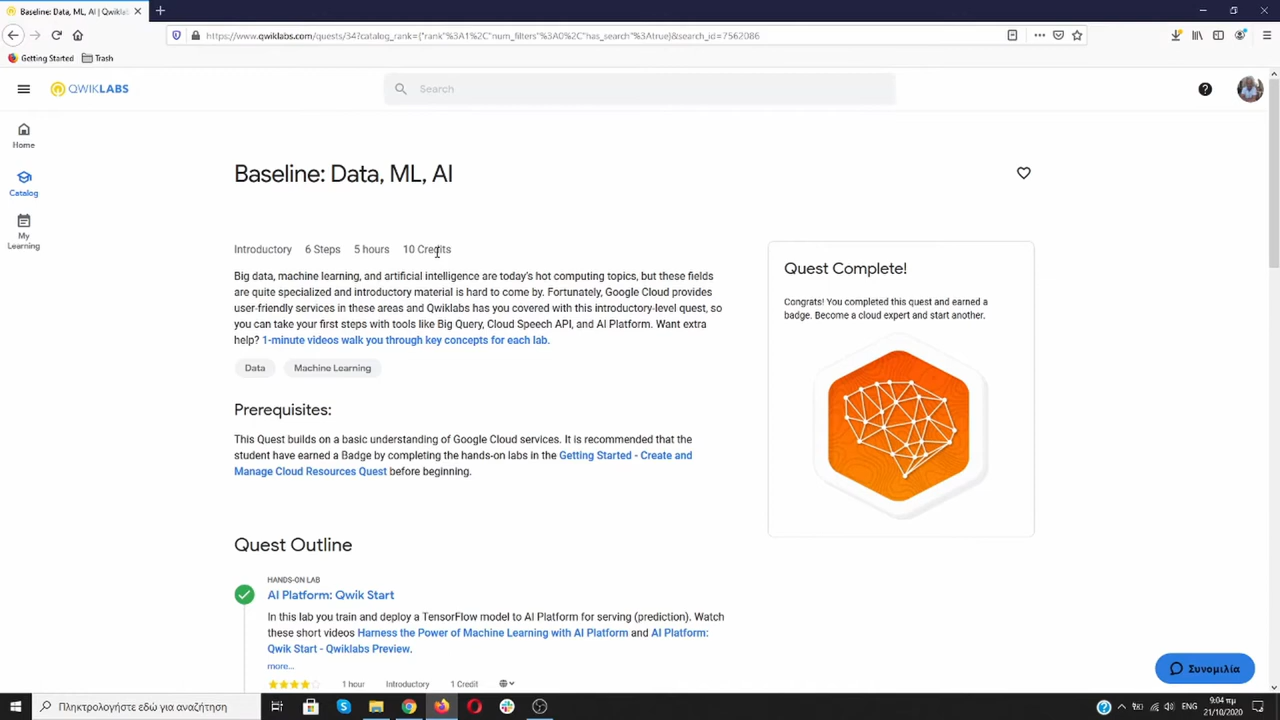 Baseline: Data, ML, AI | Qwiklab
https://www.qwiklabs.com/quests/34?catalog_rank={"rank"%3A1%2C"num_filters"%3A0%2C"has_search"%3Atrue}&search_id=7562086
Getting Started
Trash
QWIKLABS
Search
Home
Catalog
My
Learning
Baseline: Data, ML, AI
Introductory 6 Steps 5 hours 10 Credits
Big data, machine learning, and artificial intelligence are today's hot computing topics, but these fields
are quite specialized and introductory material is hard to come by. Fortunately, Google Cloud provides
user-friendly services in these areas and Qwiklabs has you covered with this introductory-level quest, so
you can take your first steps with tools like Big Query, Cloud Speech API, and AI Platform. Want extra
help? 1-minute videos walk you through key concepts for each lab.
Data
Machine Learning
Prerequisites:
This Quest builds on a basic understanding of Google Cloud services. It is recommended that the
student have earned a Badge by completing the hands-on labs in the Getting Started - Create and
Manage Cloud Resources Quest before beginning.
Quest Complete!
Congrats! You completed this quest and earned a
badge. Become a cloud expert and start another.
Quest Outline
HANDS-ON LAB
AI Platform: Qwik Start
In this lab you train and deploy a TensorFlow model to AI Platform for serving (prediction). Watch
these short videos Harness the Power of Machine Learning with AI Platform and AI Platform:
Qwik Start - Qwiklabs Preview.
more...
1 hour Introductory 1 Credit
Συνομιλία
Πληκτρολογήστε εδώ για αναζήτηση
ENG
9:04 πμ
21/10/2020